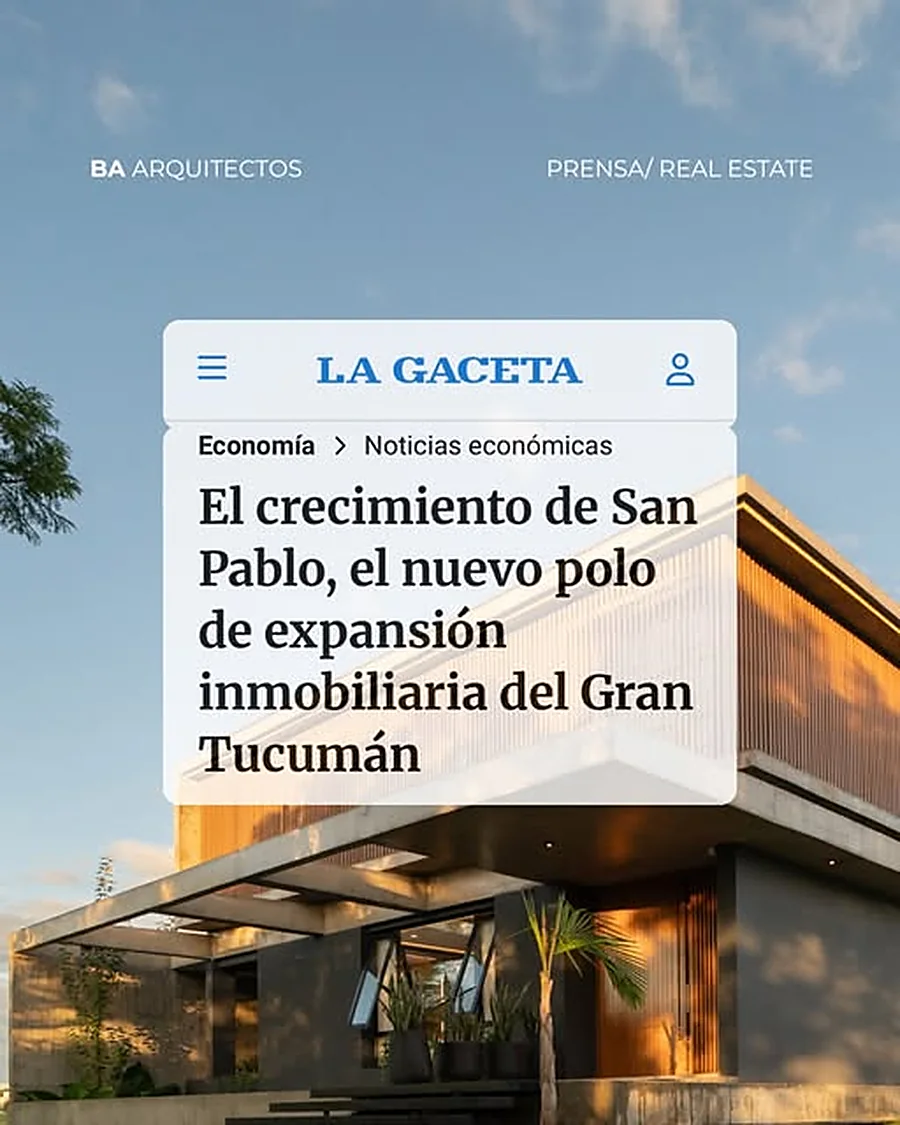 BA ARQUITECTOS
PRENSA/ REAL ESTATE
LA GACETA
Economía > Noticias económicas
El crecimiento de San
Pablo, el nuevo polo
de expansión
inmobiliaria del Gran
Tucumán